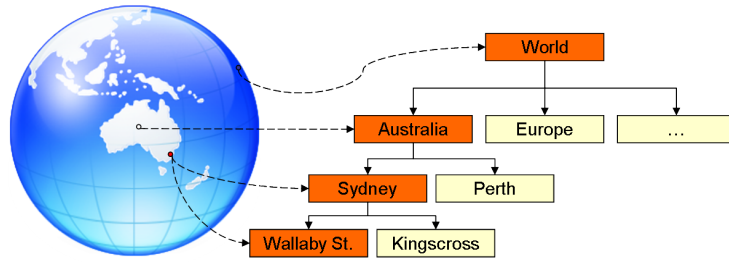 World
Australia
Europe
...
Sydney
Perth
Wallaby St.
Kingscross